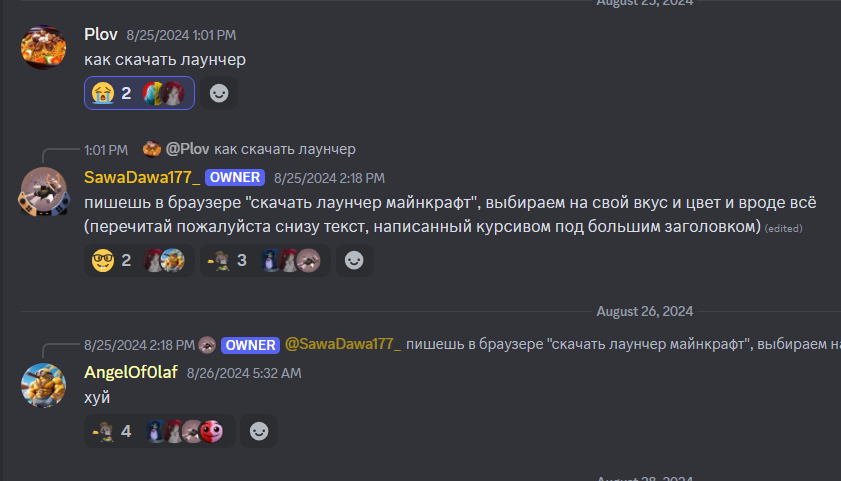 August 25, 2024
Plov 8/25/2024 1:01 PM
как скачать лаунчер
2
1:01 PM @Plov как скачать лаунчер
SawaDawa177_ OWNER 8/25/2024 2:18 PM
пишешь в браузере "скачать лаунчер майнкрафт", выбираем на свой вкус и цвет и вроде всё
(перечитай пожалуйста снизу текст, написанный курсивом под большим заголовком) (edited)
2 3
August 26, 2024
8/25/2024 2:18 PM OWNER @SawaDawa177_ пишешь в браузере "скачать лаунчер майнкрафт", выбираем на
AngelOf0laf 8/26/2024 5:32 AM
хуй
4
August 28, 2024